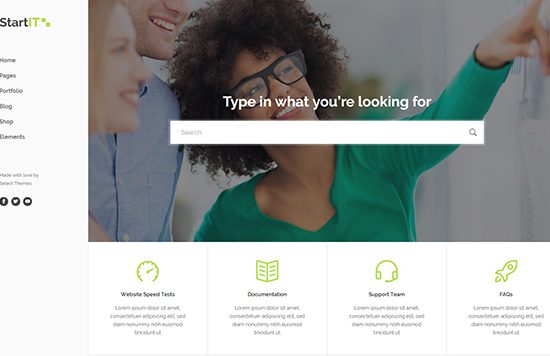 StartIT
Home
Pages
Portfolio
Blog
Shop
Elements
Made with love by
Select Themes
Type in what you're looking for
Search
Website Speed Tests
Lorem ipsum dolor sit amet,
consectetuer adipiscing elit, sed
diam nonummy nibh euismod
tincidunt ut
Documentation
Lorem ipsum dolor sit amet,
consectetuer adipiscing elit, sed
diam nonummy nibh euismod
tincidunt ut
Support Team
Lorem ipsum dolor sit amet,
consectetuer adipiscing elit, sed
diam nonummy nibh euismod
tincidunt ut
FAQs
Lorem ipsum dolor sit amet,
consectetuer adipiscing elit, sed
diam nonummy nibh euismod
tincidunt ut